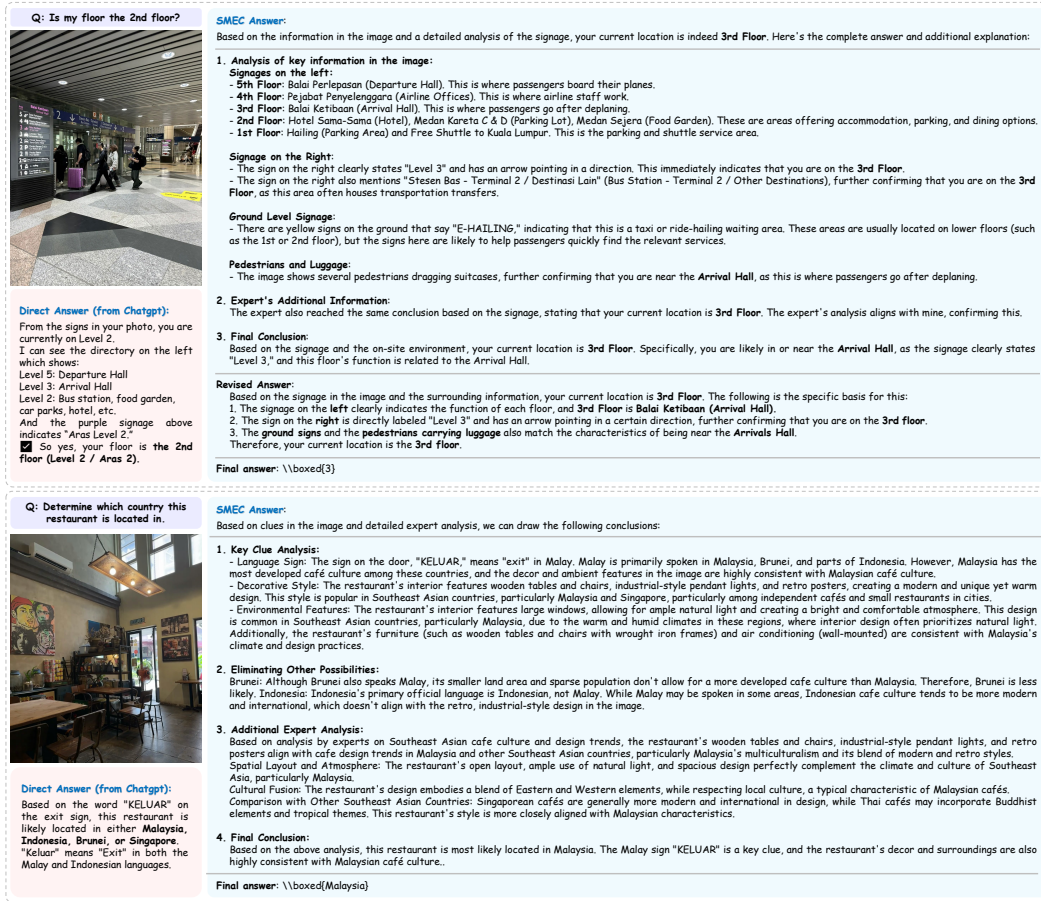 Q: Is my floor the 2nd floor?
Direct Answer (from Chatgpt):
From the signs in your photo, you are
currently on Level 2.
I can see the directory on the left
which shows:
Level 5: Departure Hall
Level 3: Arrival Hall
Level 2: Bus station, food garden,
car parks, hotel, etc.
And the purple signage above
indicates "Aras Level 2."
✅ So yes, your floor is the 2nd
floor (Level 2 / Aras 2).
SMEC Answer:
Based on the information in the image and a detailed analysis of the signage, your current location is indeed 3rd Floor. Here's the complete answer and additional explanation:
1. Analysis of key information in the image:
Signages on the left:
- 5th Floor: Balai Perlepasan (Departure Hall). This is where passengers board their planes.
- 4th Floor: Pejabat Penyelenggara (Airline Offices). This is where airline staff work.
- 3rd Floor: Balai Ketibaan (Arrival Hall). This is where passengers go after deplaning.
- 2nd Floor: Hotel Sama-Sama (Hotel), Medan Kareta C & D (Parking Lot), Medan Sejera (Food Garden). These are areas offering accommodation, parking, and dining options.
- 1st Floor: Hailing (Parking Area) and Free Shuttle to Kuala Lumpur. This is the parking and shuttle service area.
Signage on the Right:
- The sign on the right clearly states "Level 3" and has an arrow pointing in a direction. This immediately indicates that you are on the 3rd Floor.
- The sign on the right also mentions "Stesen Bas - Terminal 2 / Destinasi Lain" (Bus Station - Terminal 2 / Other Destinations), further confirming that you are on the 3rd
Floor, as this area often houses transportation transfers.
Ground Level Signage:
- There are yellow signs on the ground that say "E-HAILING," indicating that this is a taxi or ride-hailing waiting area. These areas are usually located on lower floors (such
as the 1st or 2nd floor), but the signs here are likely to help passengers quickly find the relevant services.
Pedestrians and Luggage:
- The image shows several pedestrians dragging suitcases, further confirming that you are near the Arrival Hall, as this is where passengers go after deplaning.
2. Expert's Additional Information:
The expert also reached the same conclusion based on the signage, stating that your current location is 3rd Floor. The expert's analysis aligns with mine, confirming this.
3. Final Conclusion:
Based on the signage and the on-site environment, your current location is 3rd Floor. Specifically, you are likely in or near the Arrival Hall, as the signage clearly states
"Level 3," and this floor's function is related to the Arrival Hall.
Revised Answer:
Based on the signage in the image and the surrounding information, your current location is 3rd Floor. The following is the specific basis for this:
1. The signage on the left clearly indicates the function of each floor, and 3rd Floor is Balai Ketibaan (Arrival Hall).
2. The sign on the right is directly labeled "Level 3" and has an arrow pointing in a certain direction, further confirming that you are on the 3rd floor.
3. The ground signs and the pedestrians carrying luggage also match the characteristics of being near the Arrivals Hall.
Therefore, your current location is the 3rd floor.
Final answer: \\boxed{3}
Q: Determine which country this
restaurant is located in.
Direct Answer (from Chatgpt):
Based on the word "KELUAR" on
the exit sign, this restaurant is
likely located in either Malaysia,
Indonesia, Brunei, or Singapore.
"Keluar" means "Exit" in both the
Malay and Indonesian languages.
SMEC Answer:
Based on clues in the image and detailed expert analysis, we can draw the following conclusions:
1. Key Clue Analysis:
- Language Sign: The sign on the door, "KELUAR," means "exit" in Malay. Malay is primarily spoken in Malaysia, Brunei, and parts of Indonesia. However, Malaysia has the
most developed café culture among these countries, and the decor and ambient features in the image are highly consistent with Malaysian café culture.
- Decorative Style: The restaurant's interior features wooden tables and chairs, industrial-style pendant lights, and retro posters, creating a modern and unique yet warm
design. This style is popular in Southeast Asian countries, particularly Malaysia and Singapore, particularly among independent cafés and small restaurants in cities.
- Environmental Features: The restaurant's interior features large windows, allowing for ample natural light and creating a bright and comfortable atmosphere. This design
is common in Southeast Asian countries, particularly Malaysia, due to the warm and humid climates in these regions, where interior design often prioritizes natural light.
Additionally, the restaurant's furniture (such as wooden tables and chairs with wrought iron frames) and air conditioning (wall-mounted) are consistent with Malaysia's
climate and design practices.
2. Eliminating Other Possibilities:
Brunei: Although Brunei also speaks Malay, its smaller land area and sparse population don't allow for a more developed cafe culture than Malaysia. Therefore, Brunei is less
likely. Indonesia: Indonesia's primary official language is Indonesian, not Malay. While Malay may be spoken in some areas, Indonesian cafe culture tends to be more modern
and international, which doesn't align with the retro, industrial-style design in the image.
3. Additional Expert Analysis:
Based on analysis by experts on Southeast Asian cafe culture and design trends, the restaurant's wooden tables and chairs, industrial-style pendant lights, and retro
posters align with cafe design trends in Malaysia and other Southeast Asian countries, particularly Malaysia's multiculturalism and its blend of modern and retro styles.
Spatial Layout and Atmosphere: The restaurant's open layout, ample use of natural light, and spacious design perfectly complement the climate and culture of Southeast
Asia, particularly Malaysia.
Cultural Fusion: The restaurant's design embodies a blend of Eastern and Western elements, while respecting local culture, a typical characteristic of Malaysian cafés.
Comparison with Other Southeast Asian Countries: Singaporean cafés are generally more modern and international in design, while Thai cafés may incorporate Buddhist
elements and tropical themes. This restaurant's style is more closely aligned with Malaysian characteristics.
4. Final Conclusion:
Based on the above analysis, this restaurant is most likely located in Malaysia. The Malay sign "KELUAR" is a key clue, and the restaurant's decor and surroundings are also
highly consistent with Malaysian café culture..
Final answer: \\boxed{Malaysia}